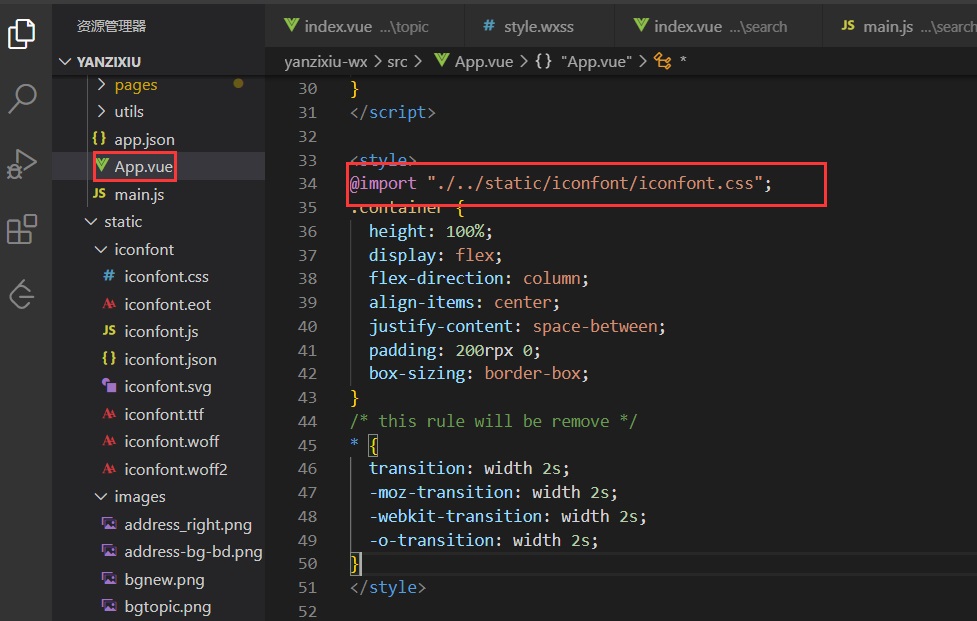 资源管理器
index.vue ...\topic
# style.wxss
index.vue ...\search
JS main.js ...\search
YANZIXIU
yanzixiu-wx > src > App.vue > {} "App.vue" > *
pages
utils
{} app.json
App.vue
JS main.js
static
iconfont
# iconfont.css
iconfont.eot
JS iconfont.js
{} iconfont.json
iconfont.svg
iconfont.ttf
iconfont.woff
iconfont.woff2
images
address_right.png
address-bg-bd.png
bgnew.png
bgtopic.png
30 }
31 </script>
32
33 <style>
34 @import "./../static/iconfont/iconfont.css";
35 .container {
36 height: 100%;
37 display: flex;
38 flex-direction: column;
39 align-items: center;
40 justify-content: space-between;
41 padding: 200rpx 0;
42 box-sizing: border-box;
43 }
44 /* this rule will be remove */
45 * {
46 transition: width 2s;
47 -moz-transition: width 2s;
48 -webkit-transition: width 2s;
49 -o-transition: width 2s;
50 }
51 </style>
52